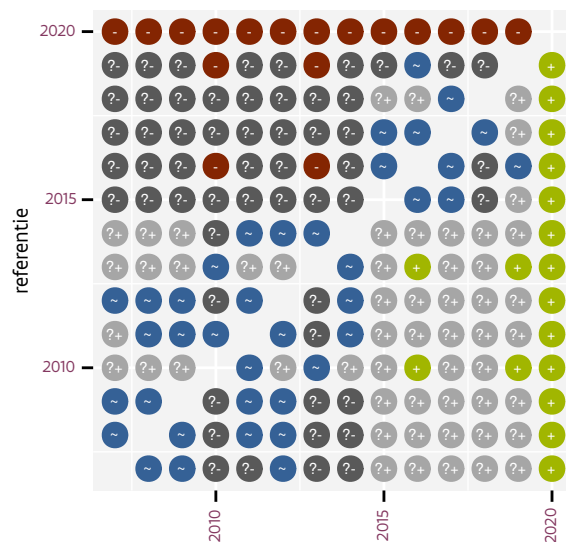 referentie
2020 - - - - - - - - - - - - -
?- ?- ?- - ?- ?- - ?- ?- ~ ?- ?- +
?- ?- ?- ?- ?- ?- ?- ?- ?+ ?+ ~ ?+ +
?- ?- ?- ?- ?- ?- ?- ?- ~ ~ ~ ?+ +
?- ?- ?- - ?- ?- - ?- ~ ~ ?- ~ +
2015 ?- ?- ?- ?- ?- ?- ?- ?- ~ ~ ?- ?+ +
?+ ?+ ?+ ?- ~ ~ ~ ?+ ?+ ?+ ?+ ?+ +
?+ ?+ ?+ ~ ?+ ?+ ~ ?+ + ?+ ?+ + +
~ ~ ~ ?- ~ ?- ~ ?+ ?+ ?+ ?+ ?+ +
?+ ~ ~ ~ ~ ?- ~ ?+ ?+ ?+ ?+ ?+ +
2010 ?+ ?+ ?+ ~ ?+ ~ ?+ ?+ + ?+ ?+ + +
~ ~ ?- ~ ~ ?- ?- ?+ ?+ ?+ ?+ ?+ +
~ ~ ?- ~ ~ ?- ?- ?+ ?+ ?+ ?+ ?+ +
~ ~ ?- ?- ~ ?- ?- ?+ ?+ ?+ ?+ ?+ +
2010 2015 2020